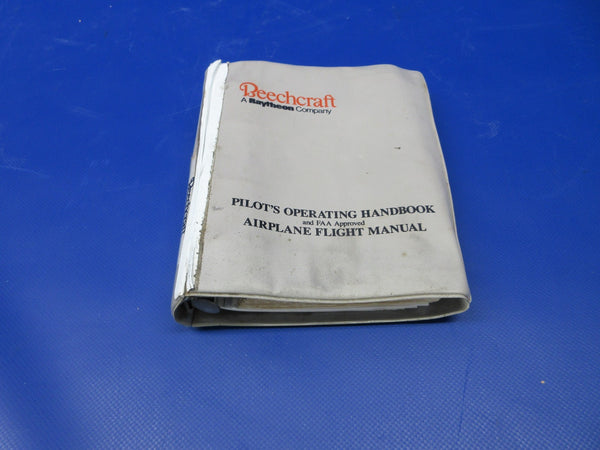 Beechcraft
A Raytheon Company
PILOT'S OPERATING HANDBOOK
and FAA Approved
AIRPLANE FLIGHT MANUAL